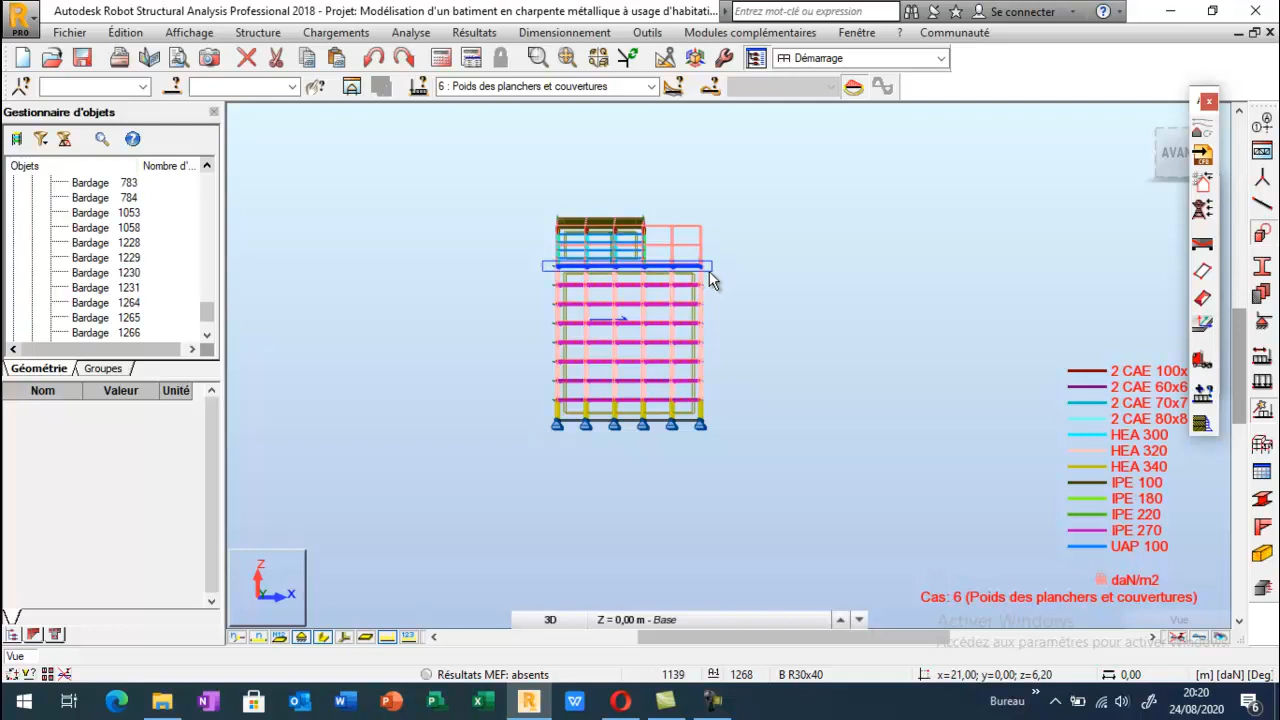 Autodesk Robot Structural Analysis Professional 2018 - Projet: Modélisation d'un batiment en charpente métallique à usage d'habitati...
Entrez mot-clé ou expression
Se connecter
PRO
Fichier Édition Affichage Structure Chargements Analyse Résultats Dimensionnement Outils Modules complémentaires Fenêtre ? Communauté
Démarrage
6 : Poids des planchers et couvertures
Gestionnaire d'objets
Objets Nombre d'...
Bardage 783
Bardage 784
Bardage 1053
Bardage 1058
Bardage 1228
Bardage 1229
Bardage 1230
Bardage 1231
Bardage 1264
Bardage 1265
Bardage 1266
Géométrie Groupes
Nom Valeur Unité
AVAN
2 CAE 100x
2 CAE 60x6
2 CAE 70x7
2 CAE 80x8
HEA 300
HEA 320
HEA 340
IPE 100
IPE 180
IPE 220
IPE 270
UAP 100
daN/m2
Cas: 6 (Poids des planchers et couvertures)
Z
X
3D Z = 0,00 m - Base
Vue
Activer Windows
Accédez aux paramètres pour activer Windows.
Vue
Résultats MEF: absents 1139 1268 B R30x40 x=21,00; y=0,00; z=6,20 0,00 [m] [daN] [Deg]
Bureau
20:20
24/08/2020
6